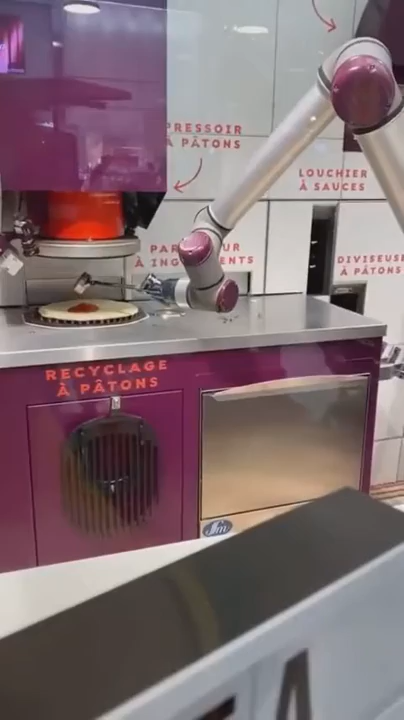 PRESSOIR
À PÂTONS
LOUCHIER
À SAUCES
DIVISEUSE
À PÂTONS
RECYCLAGE
À PÂTONS